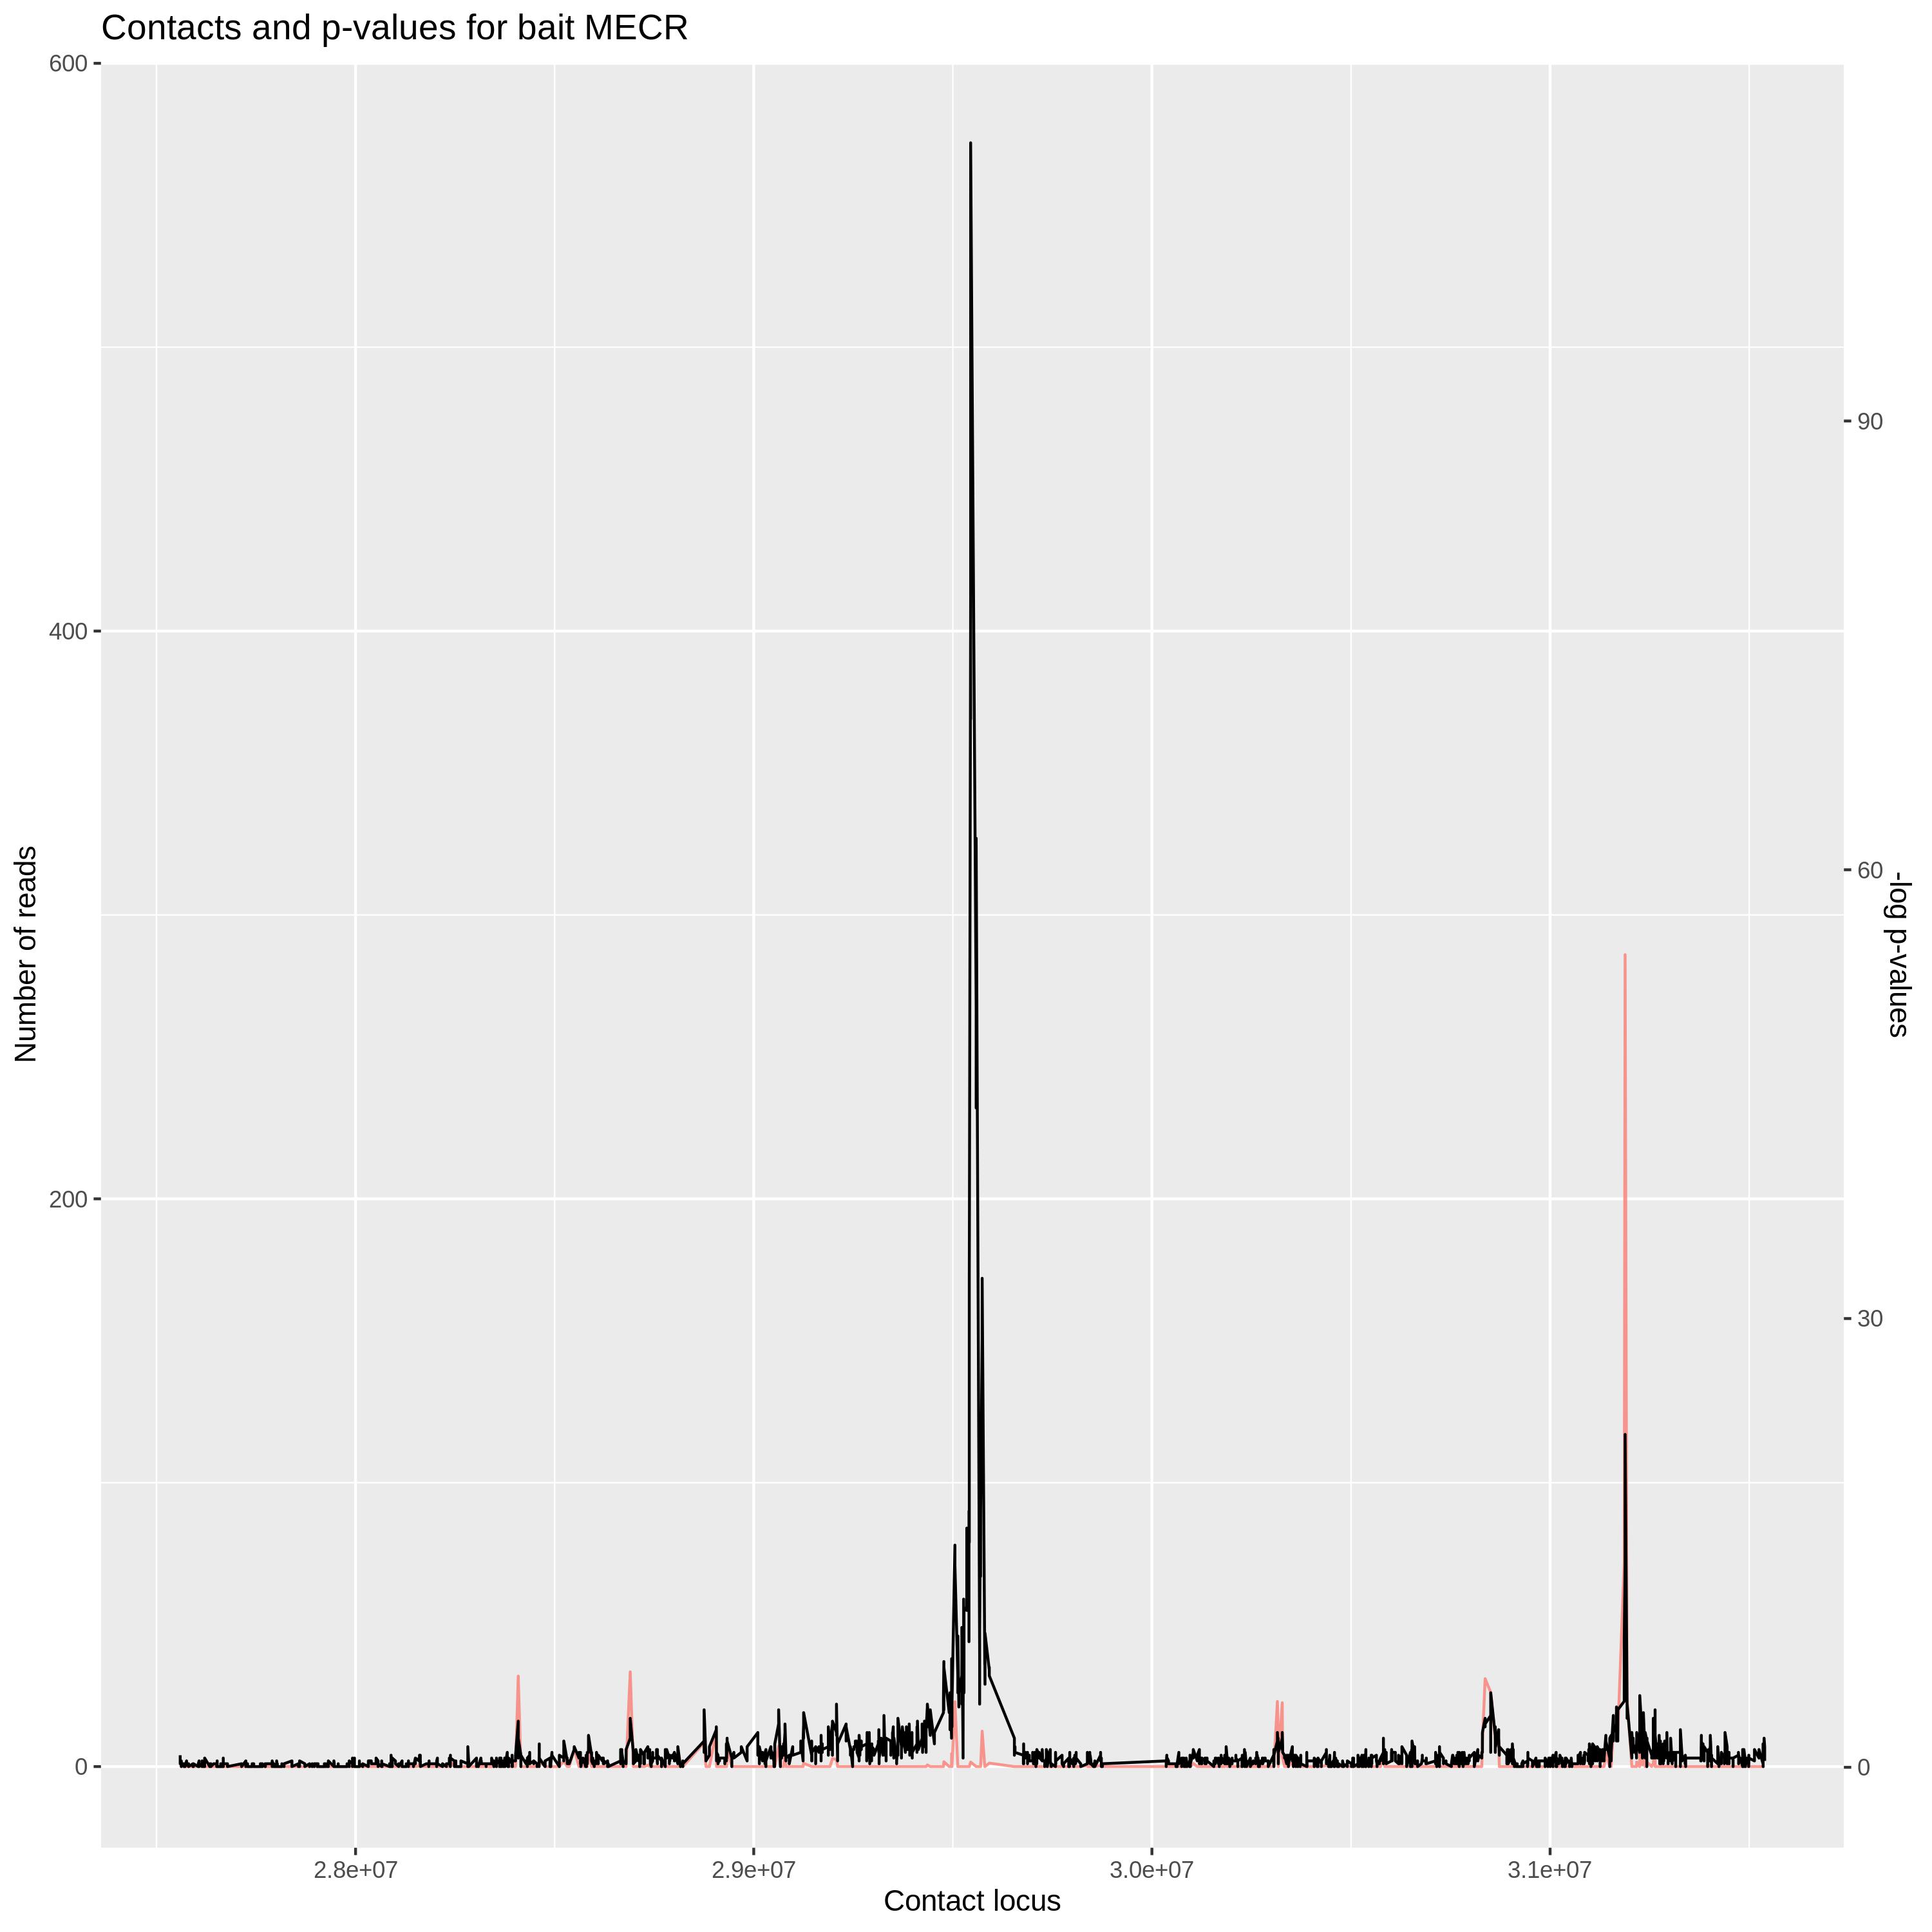 Contacts and p-values for bait MECR
600
400
200
0
Number of reads
90
60
30
0
-log p-values
2.8e+07
2.9e+07
3.0e+07
3.1e+07
Contact locus